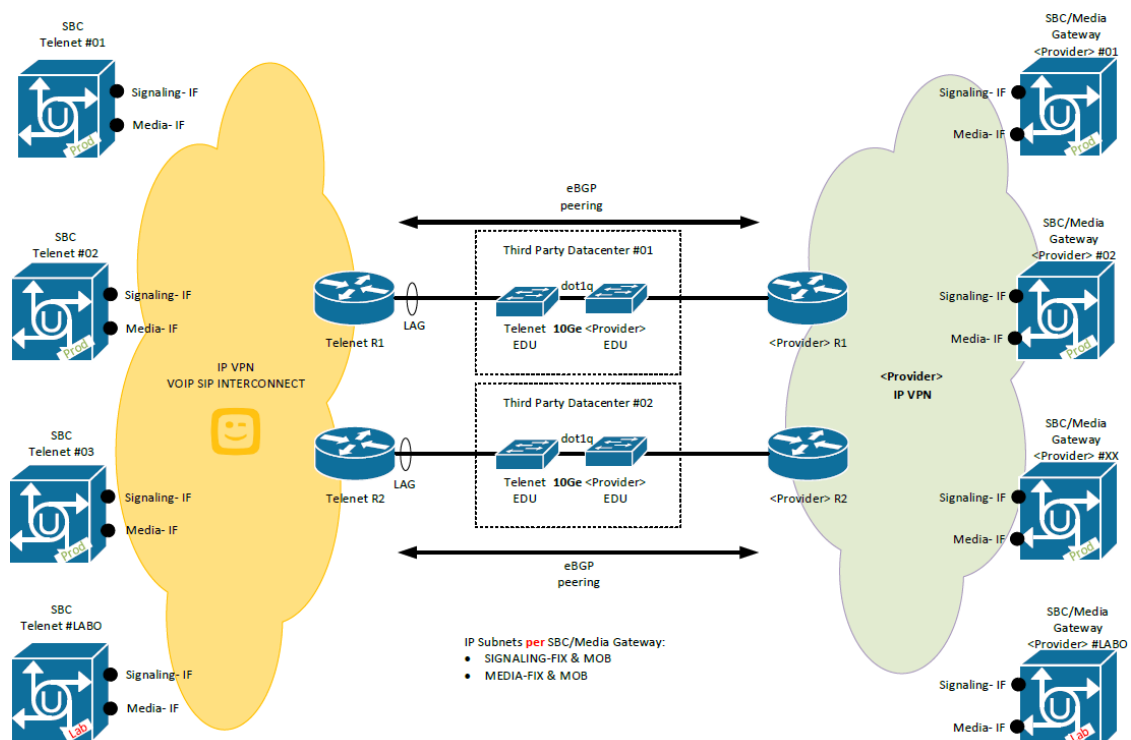 SBC
Telenet #01
Signaling- IF
Media- IF
Prod
SBC
Telenet #02
Signaling- IF
Media- IF
Prod
SBC
Telenet #03
Signaling- IF
Media- IF
Prod
SBC
Telenet #LABO
Signaling- IF
Media- IF
Lab
IP VPN
VOIP SIP INTERCONNECT
eBGP
peering
Third Party Datacenter #01
dot1q
Telenet 10Ge <Provider>
EDU EDU
LAG
Telenet R1
<Provider> R1
Third Party Datacenter #02
dot1q
Telenet 10Ge <Provider>
EDU EDU
LAG
Telenet R2
<Provider> R2
eBGP
peering
IP Subnets per SBC/Media Gateway:
• SIGNALING-FIX & MOB
• MEDIA-FIX & MOB
<Provider>
IP VPN
SBC/Media
Gateway
<Provider> #01
Signaling- IF
Media- IF
Prod
SBC/Media
Gateway
<Provider> #02
Signaling- IF
Media- IF
Prod
SBC/Media
Gateway
<Provider> #XX
Signaling- IF
Media- IF
Prod
SBC/Media
Gateway
<Provider> #LABO
Signaling- IF
Media- IF
Lab